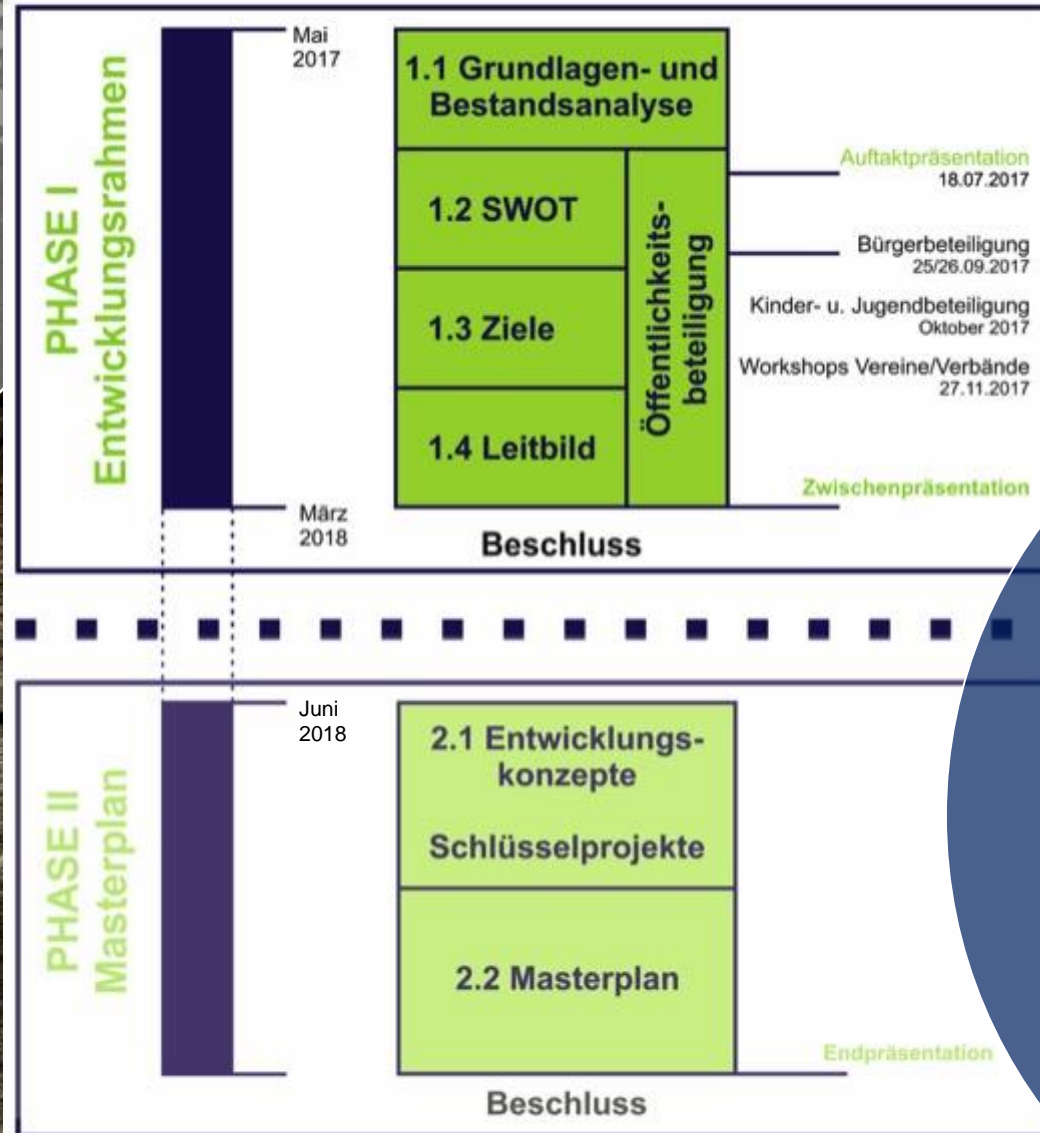 PHASE I
Entwicklungsrahmen
Mai
2017
1.1 Grundlagen- und
Bestandsanalyse
1.2 SWOT
1.3 Ziele
1.4 Leitbild
Öffentlichkeits-
beteiligung
Auftaktpräsentation
18.07.2017
Bürgerbeteiligung
25/26.09.2017
Kinder- u. Jugendbeteiligung
Oktober 2017
Workshops Vereine/Verbände
27.11.2017
Zwischenpräsentation
März
2018
Beschluss
PHASE II
Masterplan
Juni
2018
2.1 Entwicklungs-
konzepte
Schlüsselprojekte
2.2 Masterplan
Endpräsentation
Beschluss